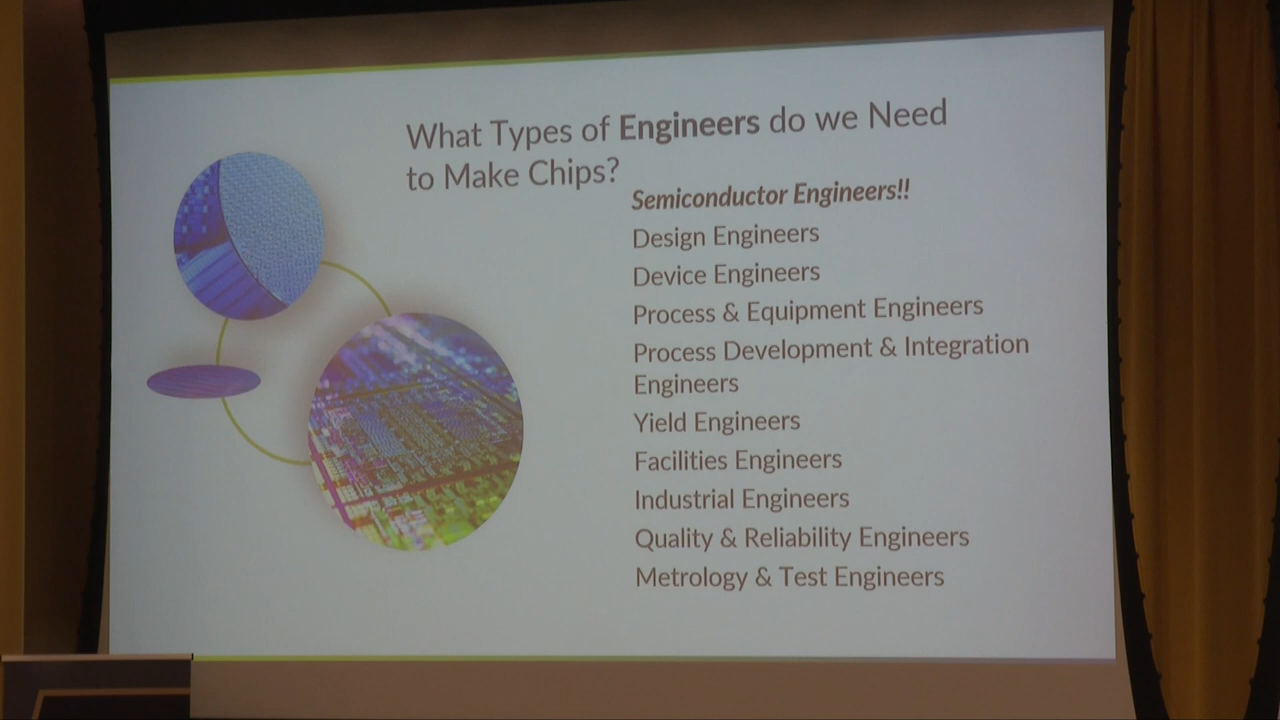 What Types of Engineers do we Need
to Make Chips?
Semiconductor Engineers!!
Design Engineers
Device Engineers
Process & Equipment Engineers
Process Development & Integration
Engineers
Yield Engineers
Facilities Engineers
Industrial Engineers
Quality & Reliability Engineers
Metrology & Test Engineers